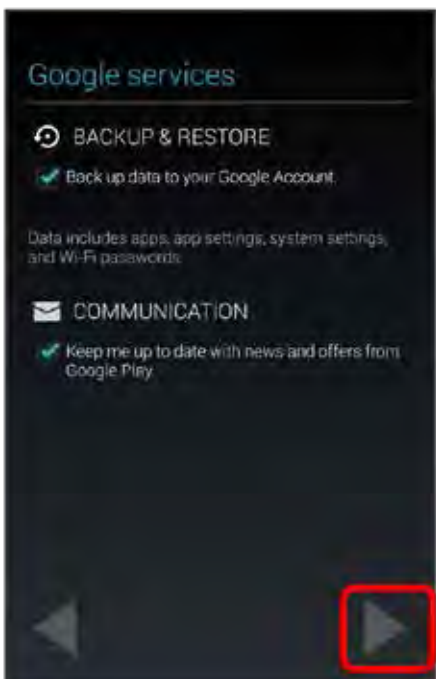 Google services
BACKUP & RESTORE
Back up data to your Google Account.
Data includes apps, app settings, system settings,
and Wi-Fi passwords.
COMMUNICATION
Keep me up to date with news and offers from
Google Play.